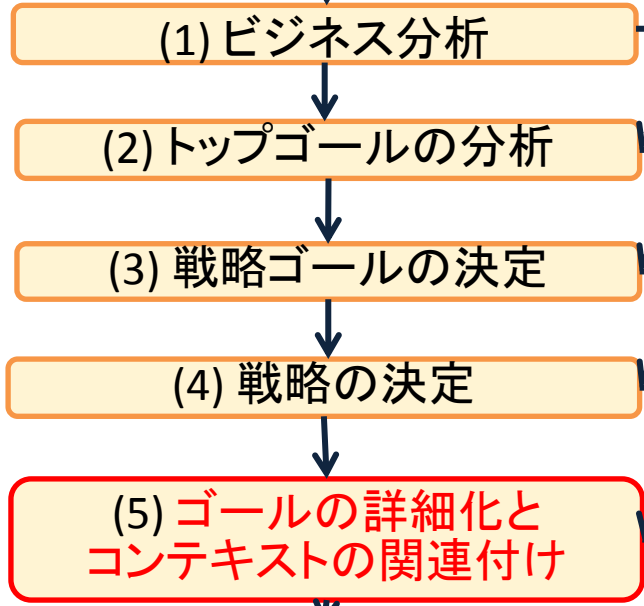 (1) ビジネス分析
(2) トップゴールの分析
(3) 戦略ゴールの決定
(4) 戦略の決定
(5) ゴールの詳細化と
コンテキストの関連付け